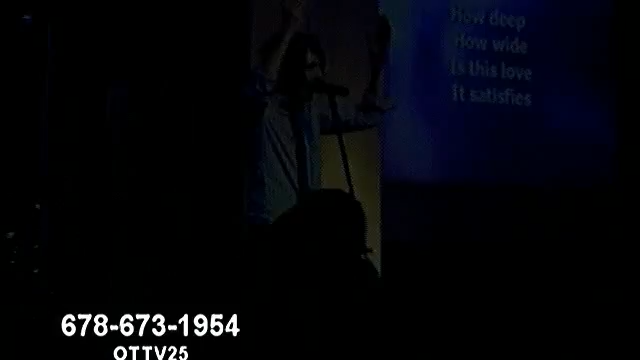 How deep
How wide
Is this love
It satisfies
678-673-1954
OTTV25